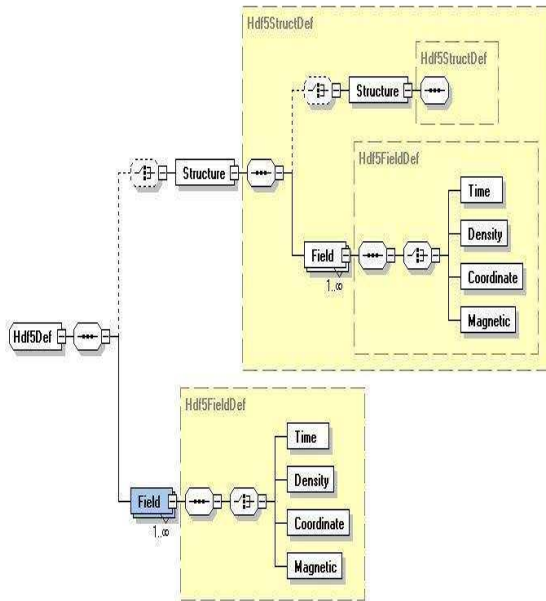 Hdf5StructDef
Hdf5StructDef
Structure
Hdf5FieldDef
Structure
Time
Density
Field
Coordinate
1..∞
Magnetic
Hdf5Def
Hdf5FieldDef
Time
Density
Field
Coordinate
1..∞
Magnetic